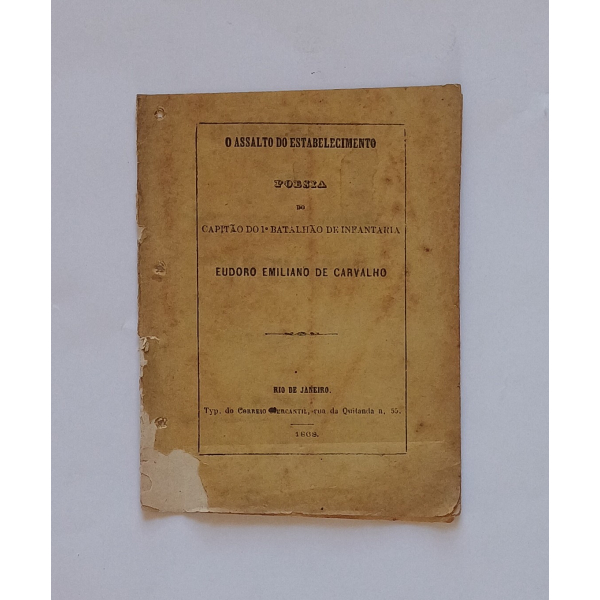 O ASSALTO DO ESTABELECIMENTO
POESIA
DO
CAPITÃO DO 1º BATALHÃO DE INFANTARIA
EUDORO EMILIANO DE CARVALHO
RIO DE JANEIRO.
Typ. do CORREIO MERCANTIL, rua da Quitanda n. 55.
1868.